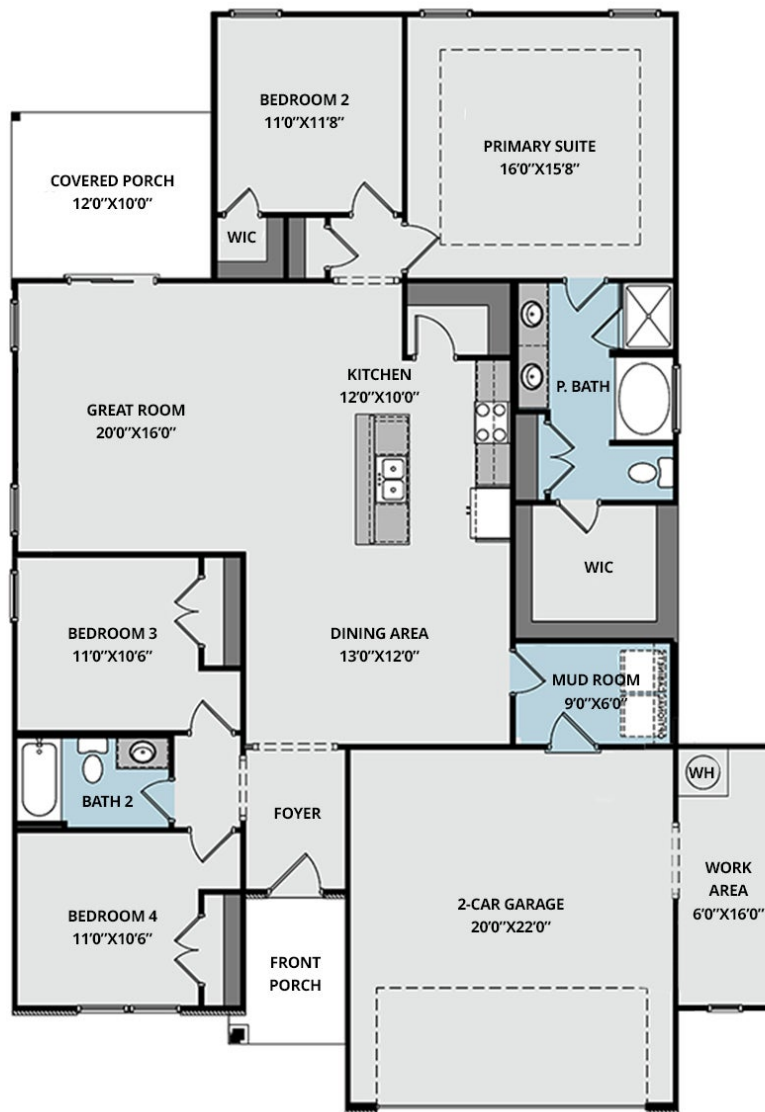 BEDROOM 2
11'0"X11'8"
PRIMARY SUITE
16'0"X15'8"
COVERED PORCH
12'0"X10'0"
WIC
KITCHEN
12'0"X10'0"
P. BATH
GREAT ROOM
20'0"X16'0"
WIC
BEDROOM 3
11'0"X10'6"
DINING AREA
13'0"X12'0"
MUD ROOM
9'0"X6'0"
WH
BATH 2
FOYER
WORK
AREA
6'0"X16'0"
2-CAR GARAGE
20'0"X22'0"
BEDROOM 4
11'0"X10'6"
FRONT
PORCH